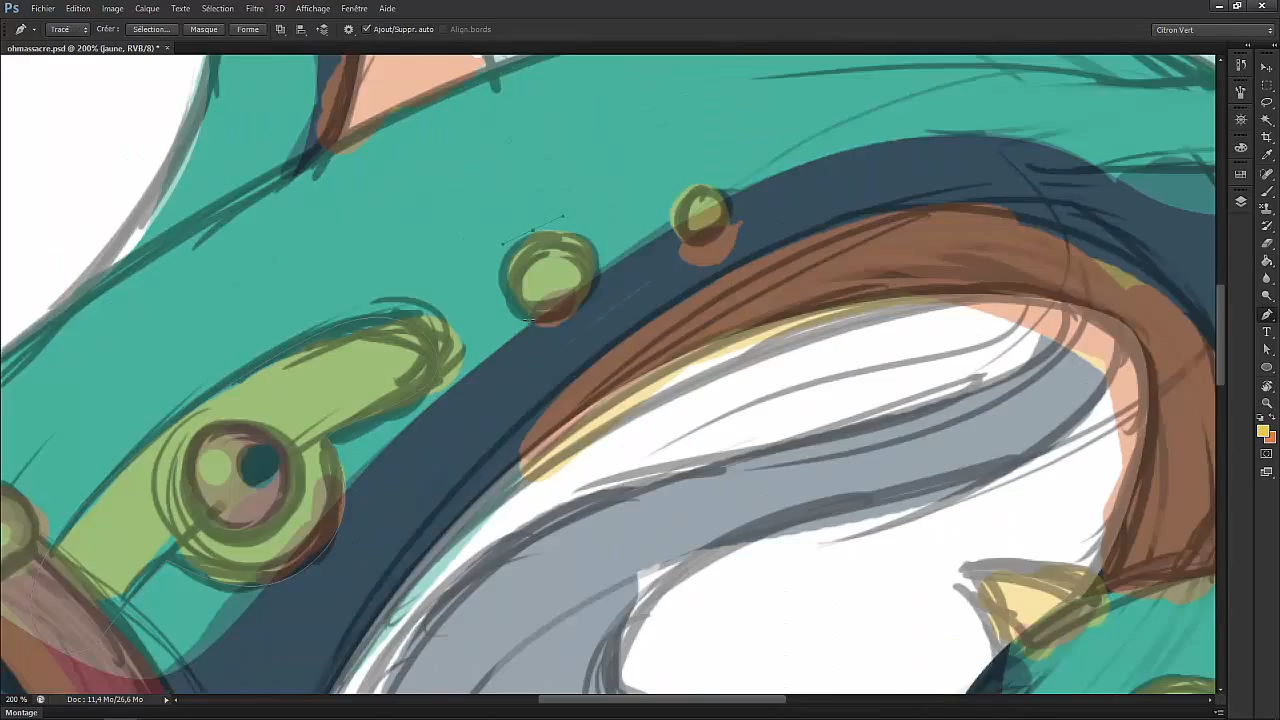 Ps Fichier Edition Image Calque Texte Sélection Filtre 3D Affichage Fenêtre Aide
Tracé Créer : Sélection... Masque Forme Ajout/Suppr. auto Align.bords Citron Vert
ohmassacre.psd @ 200% (jaune, RVB/8) * ×
200 % Doc : 11,4 Mo/26,6 Mo
Montage